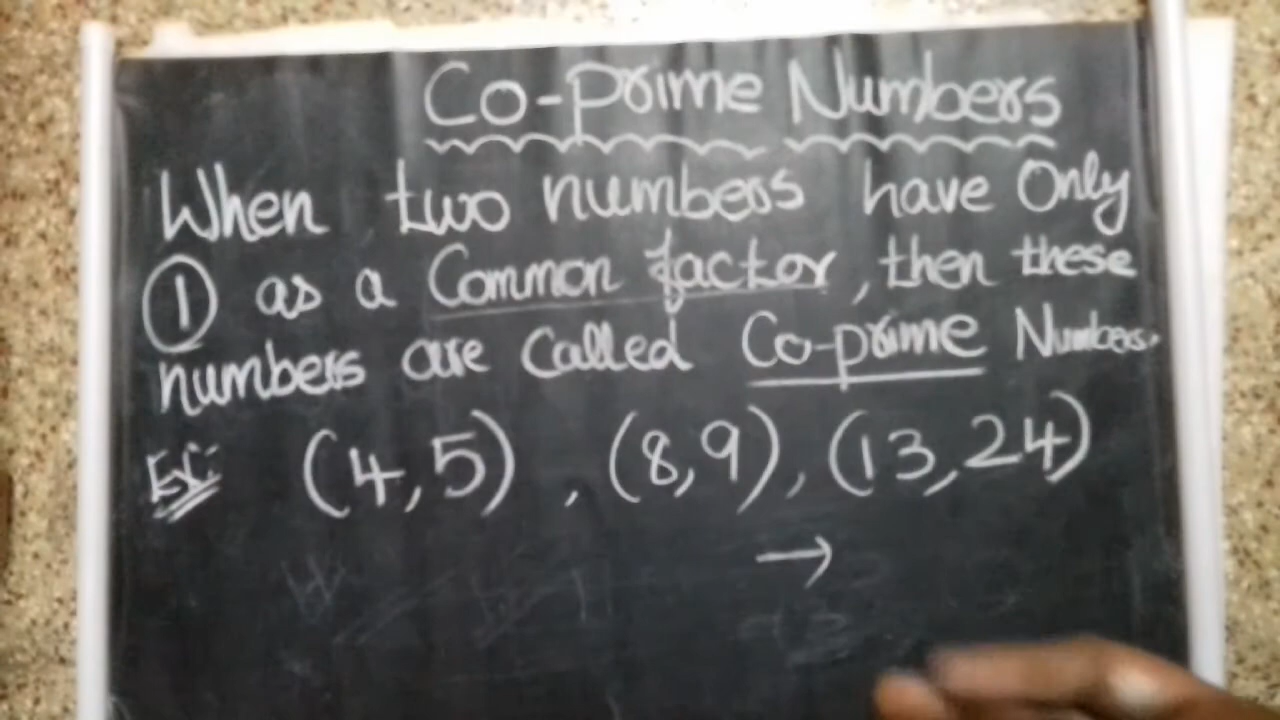 Co-prime Numbers
When two numbers have Only
① as a Common factor, then these
numbers are called Co-prime Numbers.
Ex:- (4,5) , (8,9), (13,24)
→